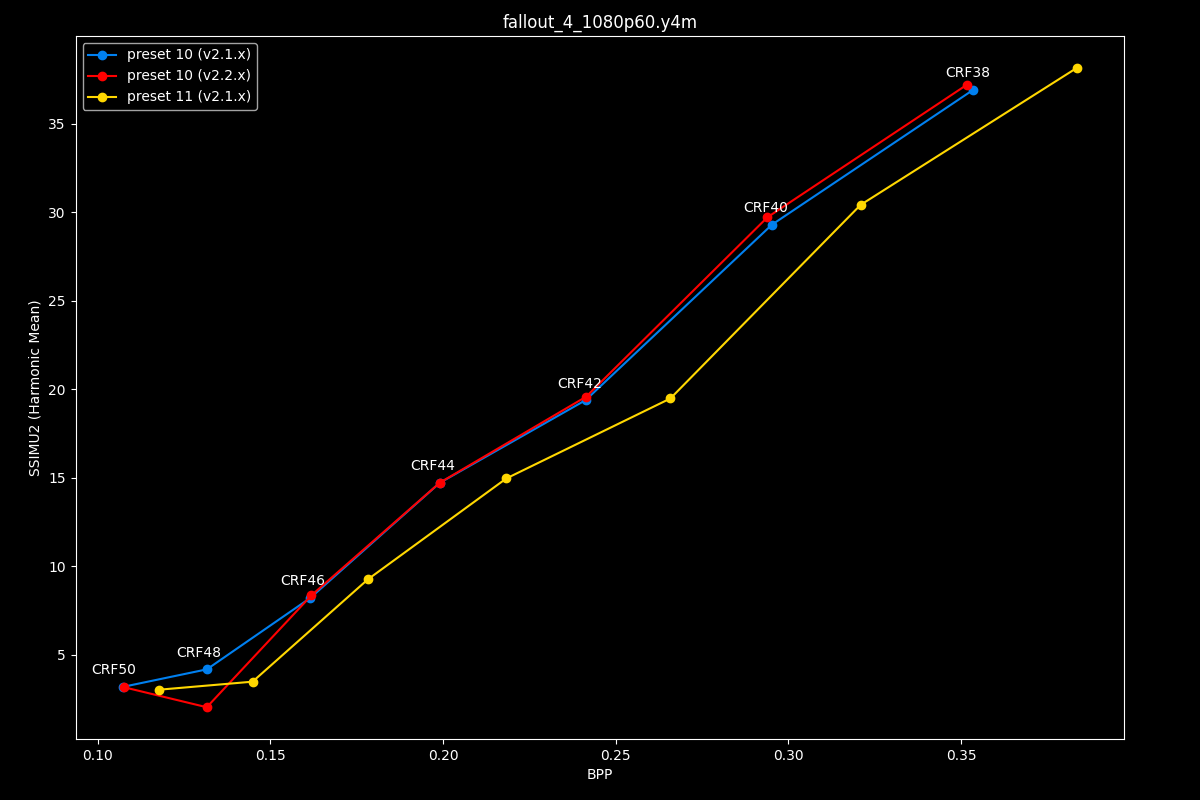 fallout_4_1080p60.y4m
preset 10 (v2.1.x)
preset 10 (v2.2.x)
preset 11 (v2.1.x)
CRF38
CRF40
CRF42
CRF44
CRF46
CRF48
CRF50
35
30
25
20
15
10
5
SSIMU2 (Harmonic Mean)
0.10 0.15 0.20 0.25 0.30 0.35
BPP